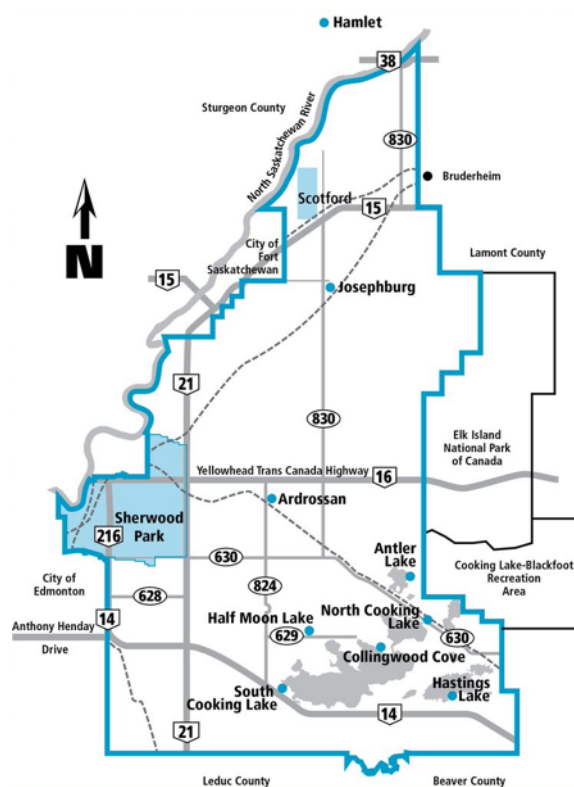 Hamlet
38
Sturgeon County
North Saskatchewan River
830
Bruderheim
Scotford
15
N
City of
Fort
Saskatchewan
Lamont County
15
Josephburg
21
830
Elk Island
National Park
of Canada
Yellowhead Trans Canada Highway
16
Ardrossan
Sherwood
Park
216
630
Antler
Lake
Cooking Lake-Blackfoot
Recreation
Area
City of
Edmonton
628
824
14
Half Moon Lake
North Cooking
Lake
629
630
Anthony Henday
Drive
Collingwood Cove
South
Cooking Lake
Hastings
Lake
14
21
Leduc County
Beaver County